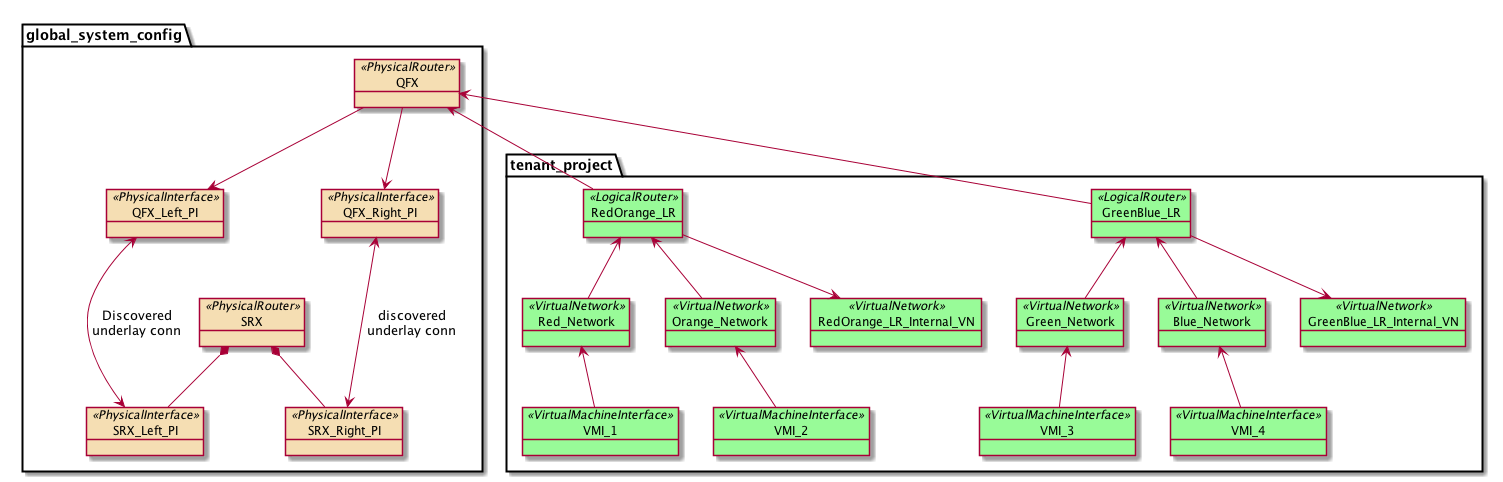 global_system_config
«PhysicalRouter»
QFX
tenant_project
«PhysicalInterface»
QFX_Left_PI
«PhysicalInterface»
QFX_Right_PI
«LogicalRouter»
RedOrange_LR
«LogicalRouter»
GreenBlue_LR
Discovered
underlay conn
«PhysicalRouter»
SRX
discovered
underlay conn
«VirtualNetwork»
Red_Network
«VirtualNetwork»
Orange_Network
«VirtualNetwork»
RedOrange_LR_Internal_VN
«VirtualNetwork»
Green_Network
«VirtualNetwork»
Blue_Network
«VirtualNetwork»
GreenBlue_LR_Internal_VN
«PhysicalInterface»
SRX_Left_PI
«PhysicalInterface»
SRX_Right_PI
«VirtualMachineInterface»
VMI_1
«VirtualMachineInterface»
VMI_2
«VirtualMachineInterface»
VMI_3
«VirtualMachineInterface»
VMI_4